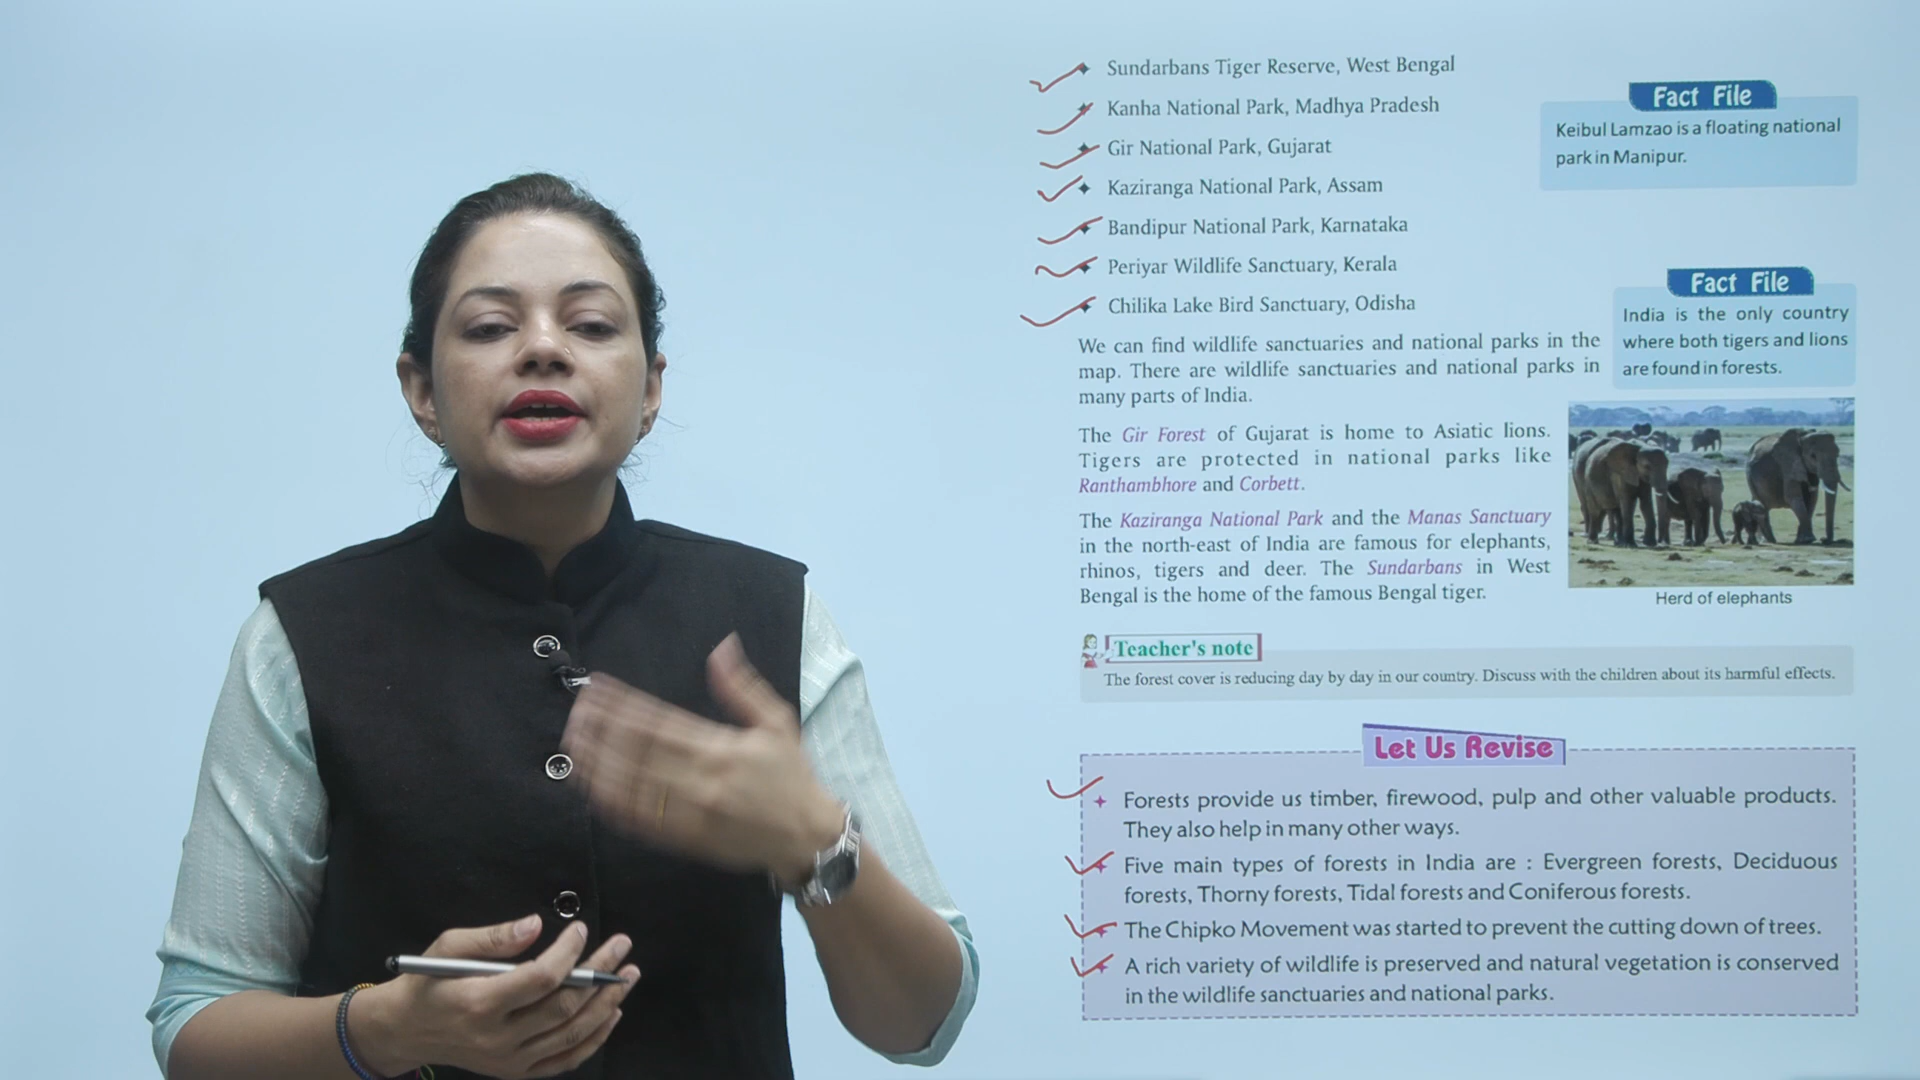 Sundarbans Tiger Reserve, West Bengal
Kanha National Park, Madhya Pradesh
Gir National Park, Gujarat
Kaziranga National Park, Assam
Bandipur National Park, Karnataka
Periyar Wildlife Sanctuary, Kerala
Chilika Lake Bird Sanctuary, Odisha
Fact File
Keibul Lamzao is a floating national
park in Manipur.
Fact File
India is the only country
where both tigers and lions
are found in forests.
We can find wildlife sanctuaries and national parks in the
map. There are wildlife sanctuaries and national parks in
many parts of India.
The Gir Forest of Gujarat is home to Asiatic lions.
Tigers are protected in national parks like
Ranthambhore and Corbett.
The Kaziranga National Park and the Manas Sanctuary
in the north-east of India are famous for elephants,
rhinos, tigers and deer. The Sundarbans in West
Bengal is the home of the famous Bengal tiger.
Herd of elephants
Teacher's note
The forest cover is reducing day by day in our country. Discuss with the children about its harmful effects.
Let Us Revise
Forests provide us timber, firewood, pulp and other valuable products.
They also help in many other ways.
Five main types of forests in India are : Evergreen forests, Deciduous
forests, Thorny forests, Tidal forests and Coniferous forests.
The Chipko Movement was started to prevent the cutting down of trees.
A rich variety of wildlife is preserved and natural vegetation is conserved
in the wildlife sanctuaries and national parks.